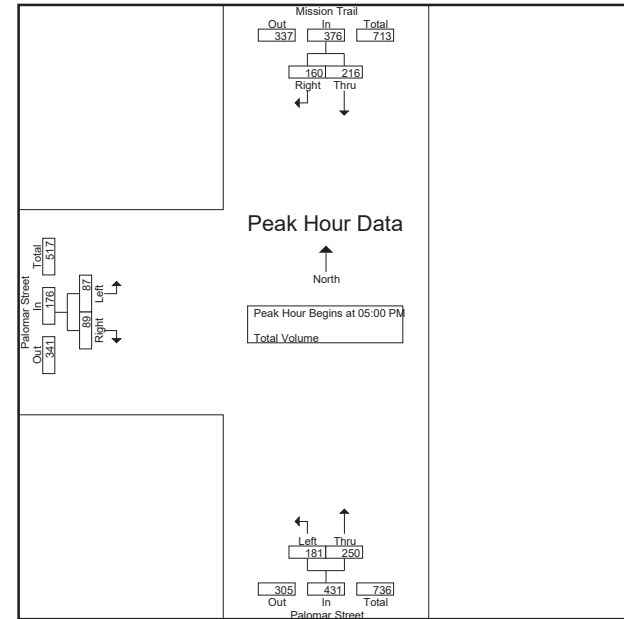 Mission Trail
Out In Total
337 376 713
160 216
Right Thru
Peak Hour Data
North
Peak Hour Begins at 05:00 PM
Total Volume
Palomar Street
Out In Total
341 176 517
Right Left
89 87
Left Thru
181 250
305 431 736
Out In Total
Palomar Street